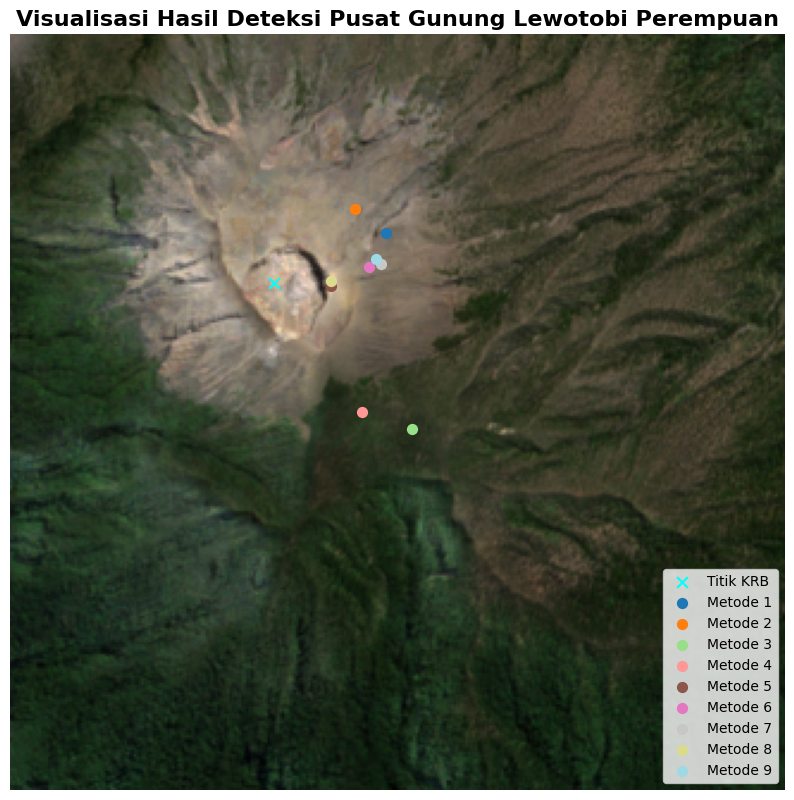 Visualisasi Hasil Deteksi Pusat Gunung Lewotobi Perempuan
Titik KRB
Metode 1
Metode 2
Metode 3
Metode 4
Metode 5
Metode 6
Metode 7
Metode 8
Metode 9